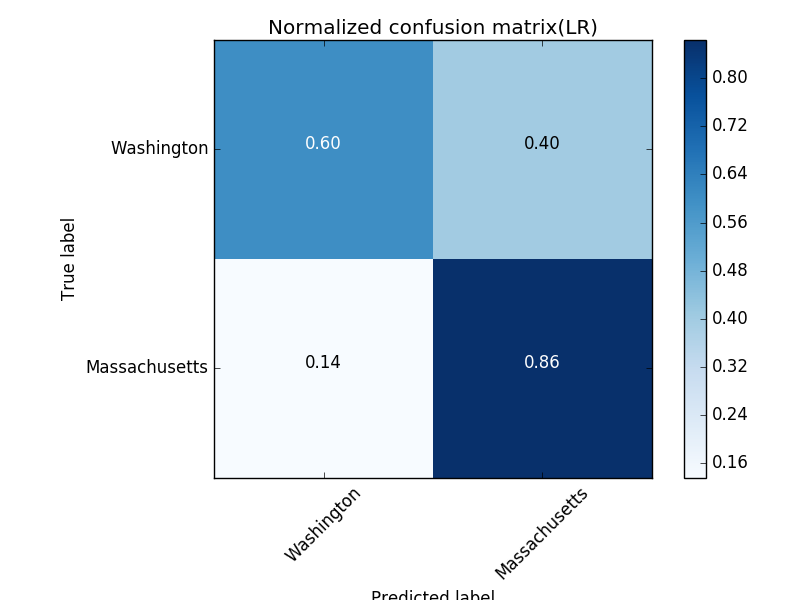 Normalized confusion matrix(LR)
True label
Washington
0.60
0.40
Massachusetts
0.14
0.86
Washington
Massachusetts
Predicted label
0.80
0.72
0.64
0.56
0.48
0.40
0.32
0.24
0.16